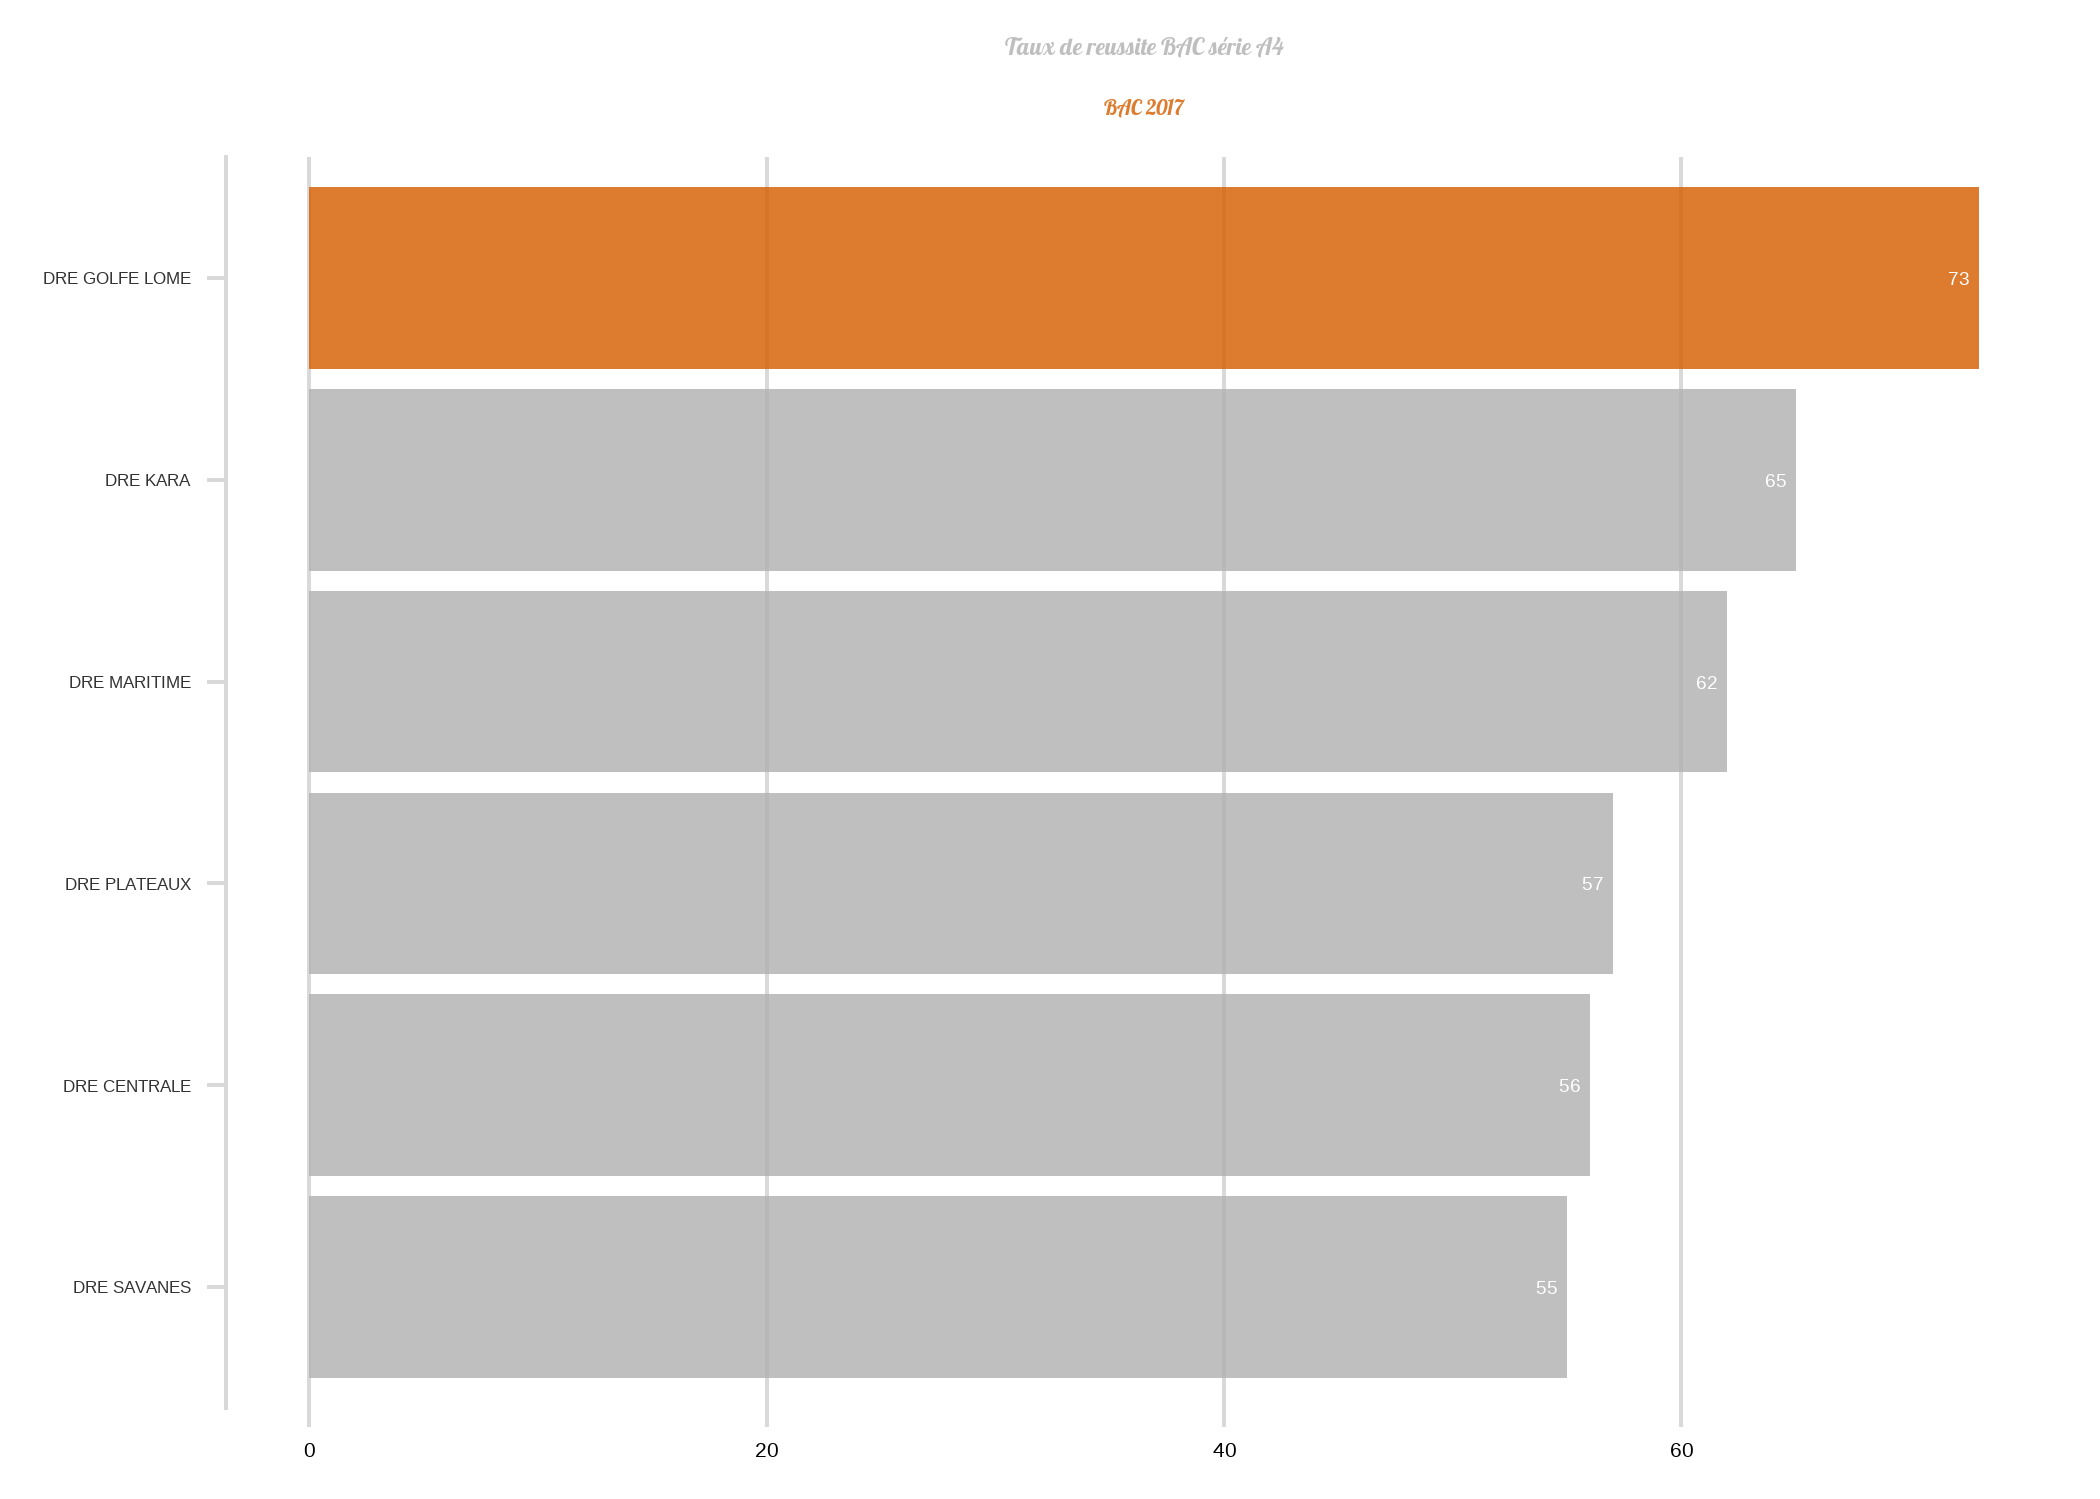 Taux de reussite BAC série A4
BAC 2017
DRE GOLFE LOME
73
DRE KARA
65
DRE MARITIME
62
DRE PLATEAUX
57
DRE CENTRALE
56
DRE SAVANES
55
0 20 40 60